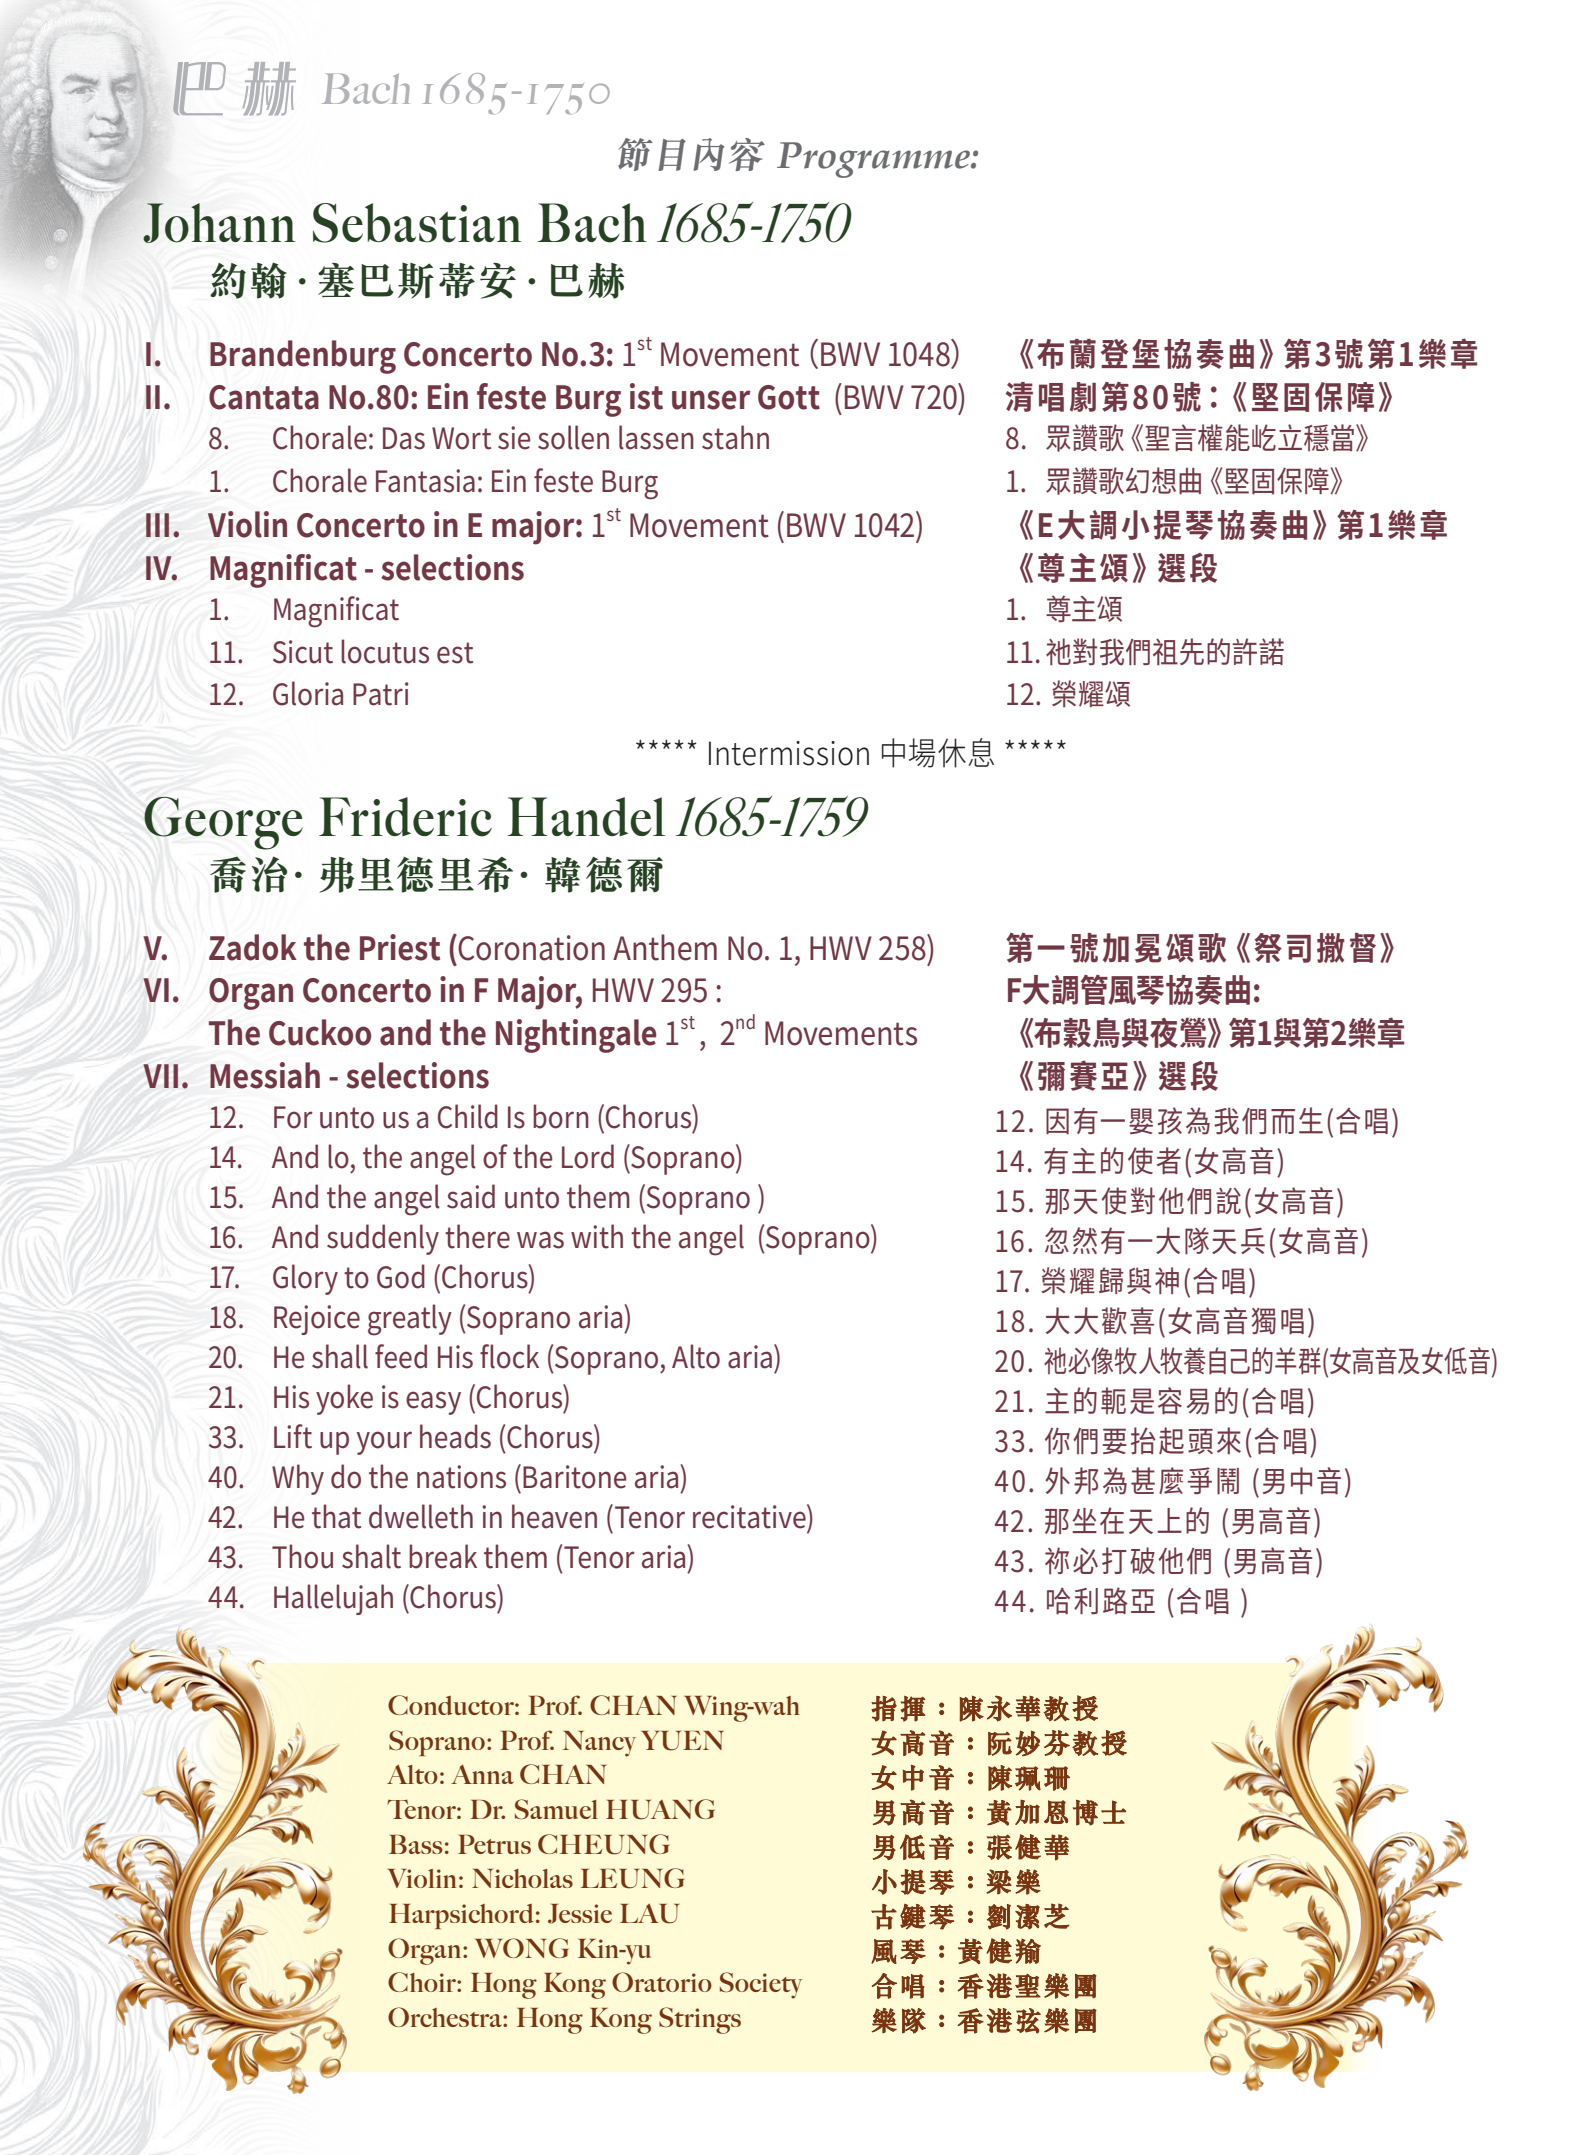 巴赫 Bach 1685-1750
節目內容 Programme:
Johann Sebastian Bach 1685-1750
約翰·塞巴斯蒂安·巴赫
I. Brandenburg Concerto No.3: 1st Movement (BWV 1048) 《布蘭登堡協奏曲》第3號第1樂章
II. Cantata No.80: Ein feste Burg ist unser Gott (BWV 720) 清唱劇第80號：《堅固保障》
8. Chorale: Das Wort sie sollen lassen stahn 8. 眾讚歌《聖言權能屹立穩當》
1. Chorale Fantasia: Ein feste Burg 1. 眾讚歌幻想曲《堅固保障》
III. Violin Concerto in E major: 1st Movement (BWV 1042) 《E大調小提琴協奏曲》第1樂章
IV. Magnificat - selections 《尊主頌》選段
1. Magnificat 1. 尊主頌
11. Sicut locutus est 11. 祂對我們祖先的許諾
12. Gloria Patri 12. 榮耀頌
***** Intermission 中場休息 *****
George Frideric Handel 1685-1759
喬治· 弗里德里希· 韓德爾
V. Zadok the Priest (Coronation Anthem No. 1, HWV 258) 第一號加冕頌歌《祭司撒督》
VI. Organ Concerto in F Major, HWV 295 : F大調管風琴協奏曲:
The Cuckoo and the Nightingale 1st , 2nd Movements 《布穀鳥與夜鶯》第1與第2樂章
VII. Messiah - selections 《彌賽亞》選段
12. For unto us a Child Is born (Chorus) 12. 因有一嬰孩為我們而生(合唱)
14. And lo, the angel of the Lord (Soprano) 14. 有主的使者(女高音)
15. And the angel said unto them (Soprano ) 15. 那天使對他們說(女高音)
16. And suddenly there was with the angel (Soprano) 16. 忽然有一大隊天兵(女高音)
17. Glory to God (Chorus) 17. 榮耀歸與神(合唱)
18. Rejoice greatly (Soprano aria) 18. 大大歡喜(女高音獨唱)
20. He shall feed His flock (Soprano, Alto aria) 20. 祂必像牧人牧養自己的羊群(女高音及女低音)
21. His yoke is easy (Chorus) 21. 主的軛是容易的(合唱)
33. Lift up your heads (Chorus) 33. 你們要抬起頭來(合唱)
40. Why do the nations (Baritone aria) 40. 外邦為甚麼爭鬧 (男中音)
42. He that dwelleth in heaven (Tenor recitative) 42. 那坐在天上的 (男高音)
43. Thou shalt break them (Tenor aria) 43. 祢必打破他們 (男高音)
44. Hallelujah (Chorus) 44. 哈利路亞 (合唱 )
Conductor: Prof. CHAN Wing-wah 指揮：陳永華教授
Soprano: Prof. Nancy YUEN 女高音：阮妙芬教授
Alto: Anna CHAN 女中音：陳珮珊
Tenor: Dr. Samuel HUANG 男高音：黃加恩博士
Bass: Petrus CHEUNG 男低音：張健華
Violin: Nicholas LEUNG 小提琴：梁樂
Harpsichord: Jessie LAU 古鍵琴：劉潔芝
Organ: WONG Kin-yu 風琴：黃健羭
Choir: Hong Kong Oratorio Society 合唱：香港聖樂團
Orchestra: Hong Kong Strings 樂隊：香港弦樂團